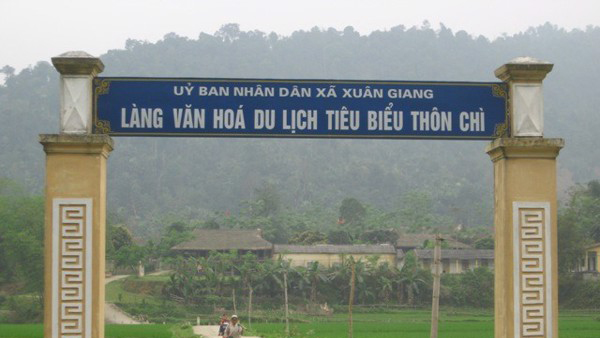 UỶ BAN NHÂN DÂN XÃ XUÂN GIANG
LÀNG VĂN HOÁ DU LỊCH TIÊU BIỂU THÔN CHÌ